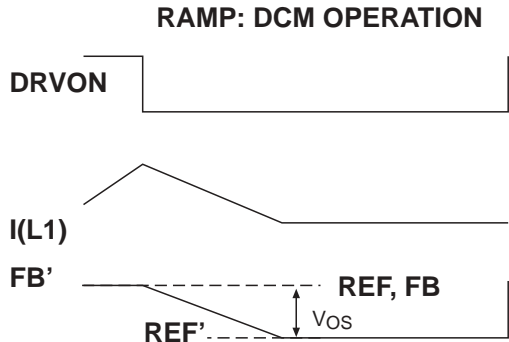 RAMP: DCM OPERATION
DRVON
I(L1)
FB’
REF, FB
VOS
REF’